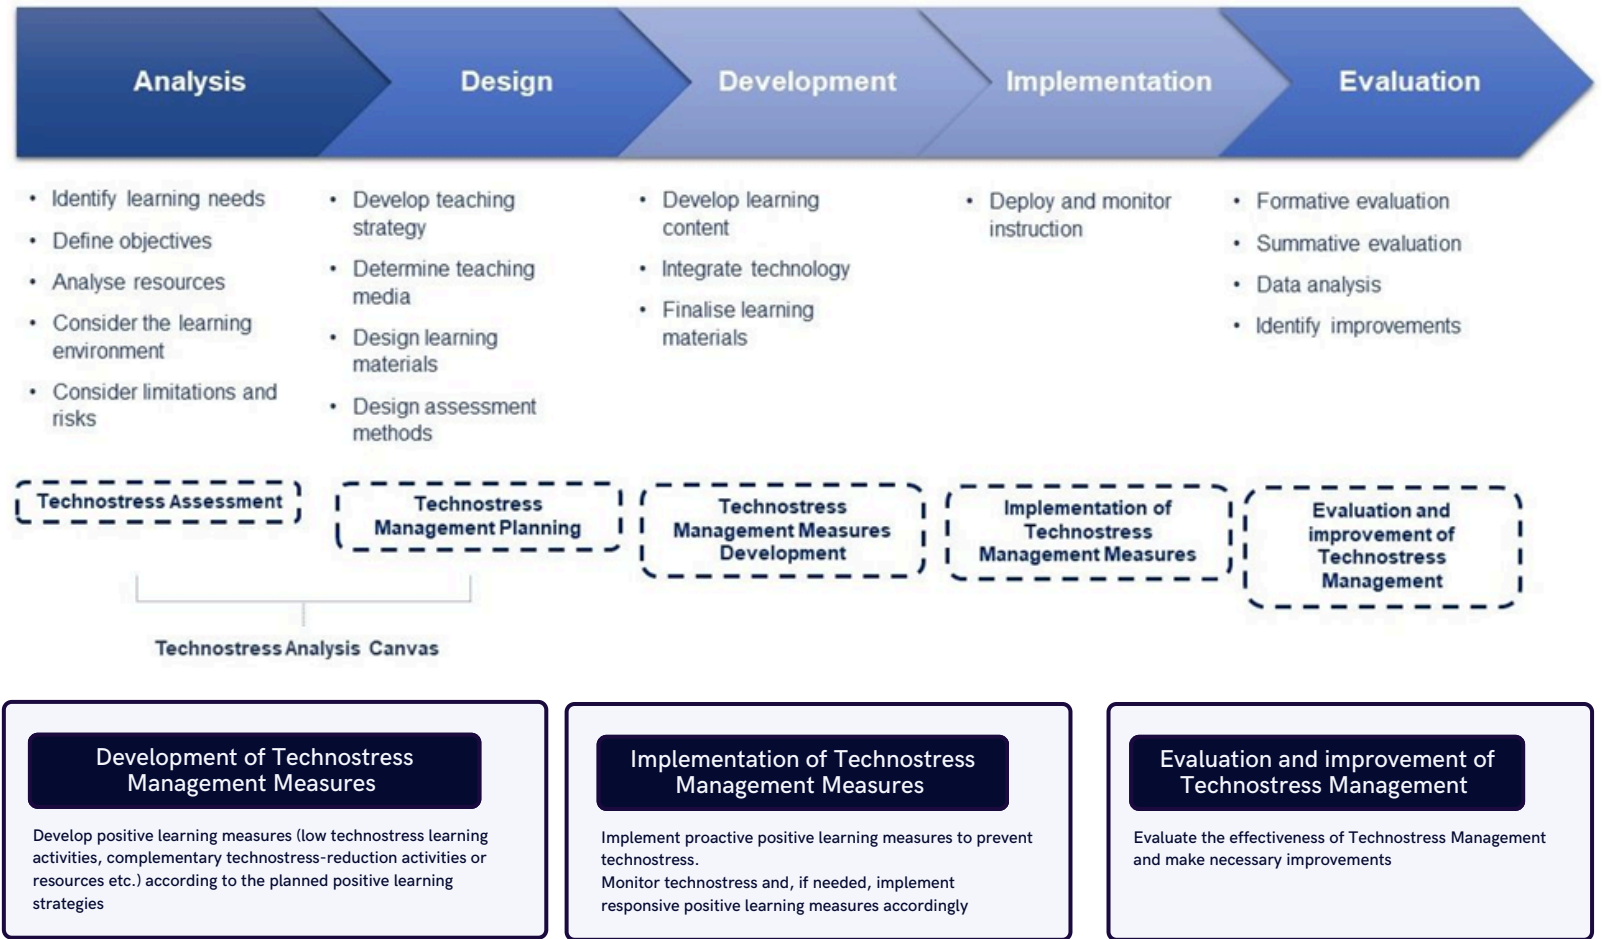 Analysis
Design
Development
Implementation
Evaluation
• Identify learning needs
• Define objectives
• Analyse resources
• Consider the learning
environment
• Consider limitations and
risks
• Develop teaching
strategy
• Determine teaching
media
• Design learning
materials
• Design assessment
methods
• Develop learning
content
• Integrate technology
• Finalise learning
materials
• Deploy and monitor
instruction
• Formative evaluation
• Summative evaluation
• Data analysis
• Identify improvements
Technostress Assessment
Technostress
Management Planning
Technostress
Management Measures
Development
Implementation of
Technostress
Management Measures
Evaluation and
improvement of
Technostress
Management
Technostress Analysis Canvas
Development of Technostress
Management Measures
Develop positive learning measures (low technostress learning
activities, complementary technostress-reduction activities or
resources etc.) according to the planned positive learning
strategies
Implementation of Technostress
Management Measures
Implement proactive positive learning measures to prevent
technostress.
Monitor technostress and, if needed, implement
responsive positive learning measures accordingly
Evaluation and improvement of
Technostress Management
Evaluate the effectiveness of Technostress Management
and make necessary improvements